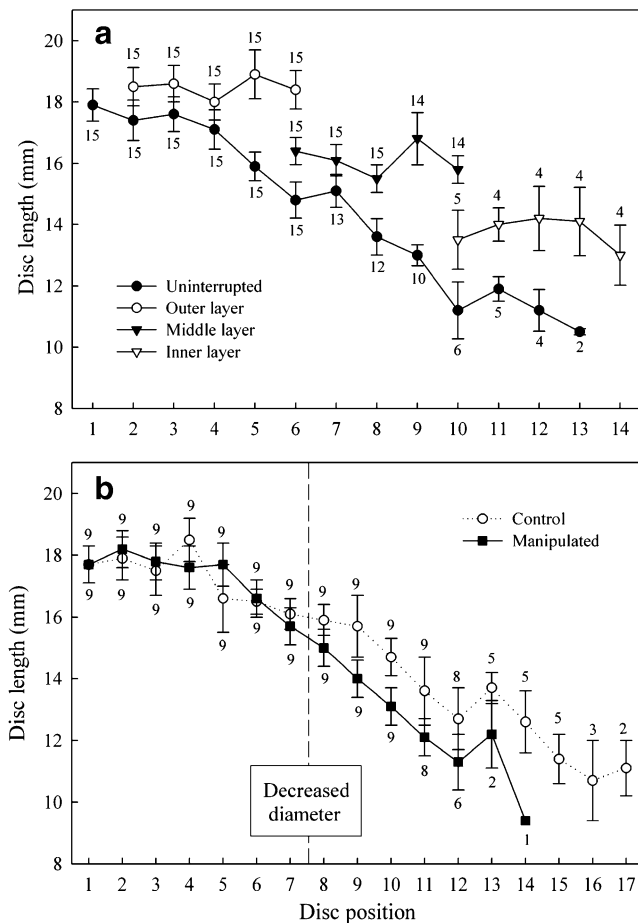 a
20
15 15 15 15 15
18
15 15 15 15
16
15 15 15 14 14
15 15 13
14
5 4 4 4 4
12 10
12
6 5 4 2
10
8
Disc length (mm)
Uninterrupted
Outer layer
Middle layer
Inner layer
1 2 3 4 5 6 7 8 9 10 11 12 13 14
b
20
9 9 9 9 9 9 9 9 9 9 9 8 5 5 5 3 2
18
16
14
12
10
8
9 9 9 9 9 9 9 9 9 9 8 6 2 1
Disc length (mm)
Control
Manipulated
Decreased
diameter
1 2 3 4 5 6 7 8 9 10 11 12 13 14 15 16 17
Disc position